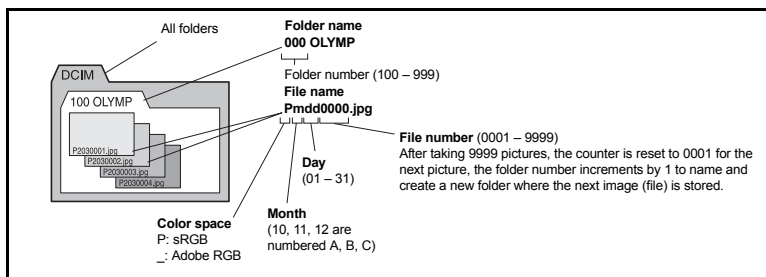 All folders
Folder name
000 OLYMP
Folder number (100 – 999)
DCIM
100 OLYMP
P2030001.jpg
P2030002.jpg
P2030003.jpg
P2030004.jpg
File name
Pmdd0000.jpg
File number (0001 – 9999)
After taking 9999 pictures, the counter is reset to 0001 for the
next picture, the folder number increments by 1 to name and
create a new folder where the next image (file) is stored.
Day
(01 – 31)
Month
(10, 11, 12 are
numbered A, B, C)
Color space
P: sRGB
_: Adobe RGB